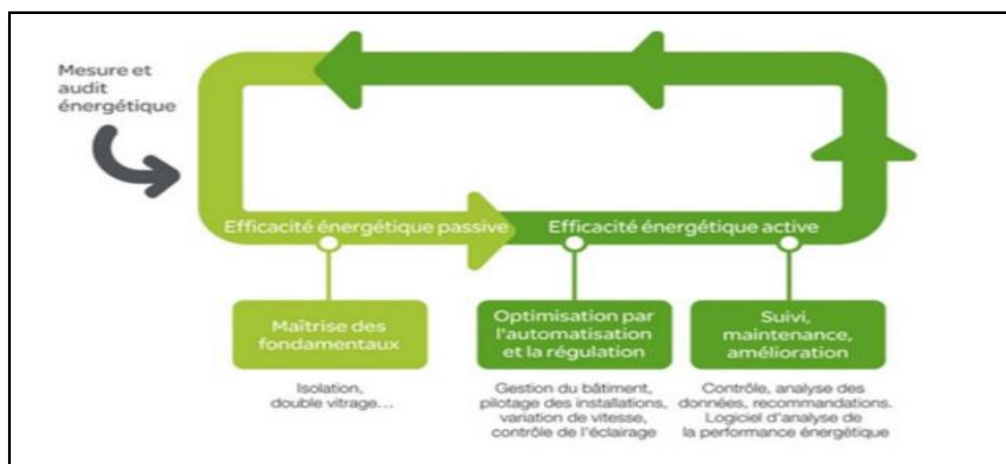 Mesure et
audit
énergétique
Efficacité énergétique passive
Efficacité énergétique active
Maîtrise des
fondamentaux
Isolation,
double vitrage...
Optimisation par
l'automatisation
et la régulation
Gestion du bâtiment,
pilotage des installations,
variation de vitesse,
contrôle de l'éclairage
Suivi,
maintenance,
amélioration
Contrôle, analyse des
données, recommandations.
Logiciel d'analyse de
la performance énergétique